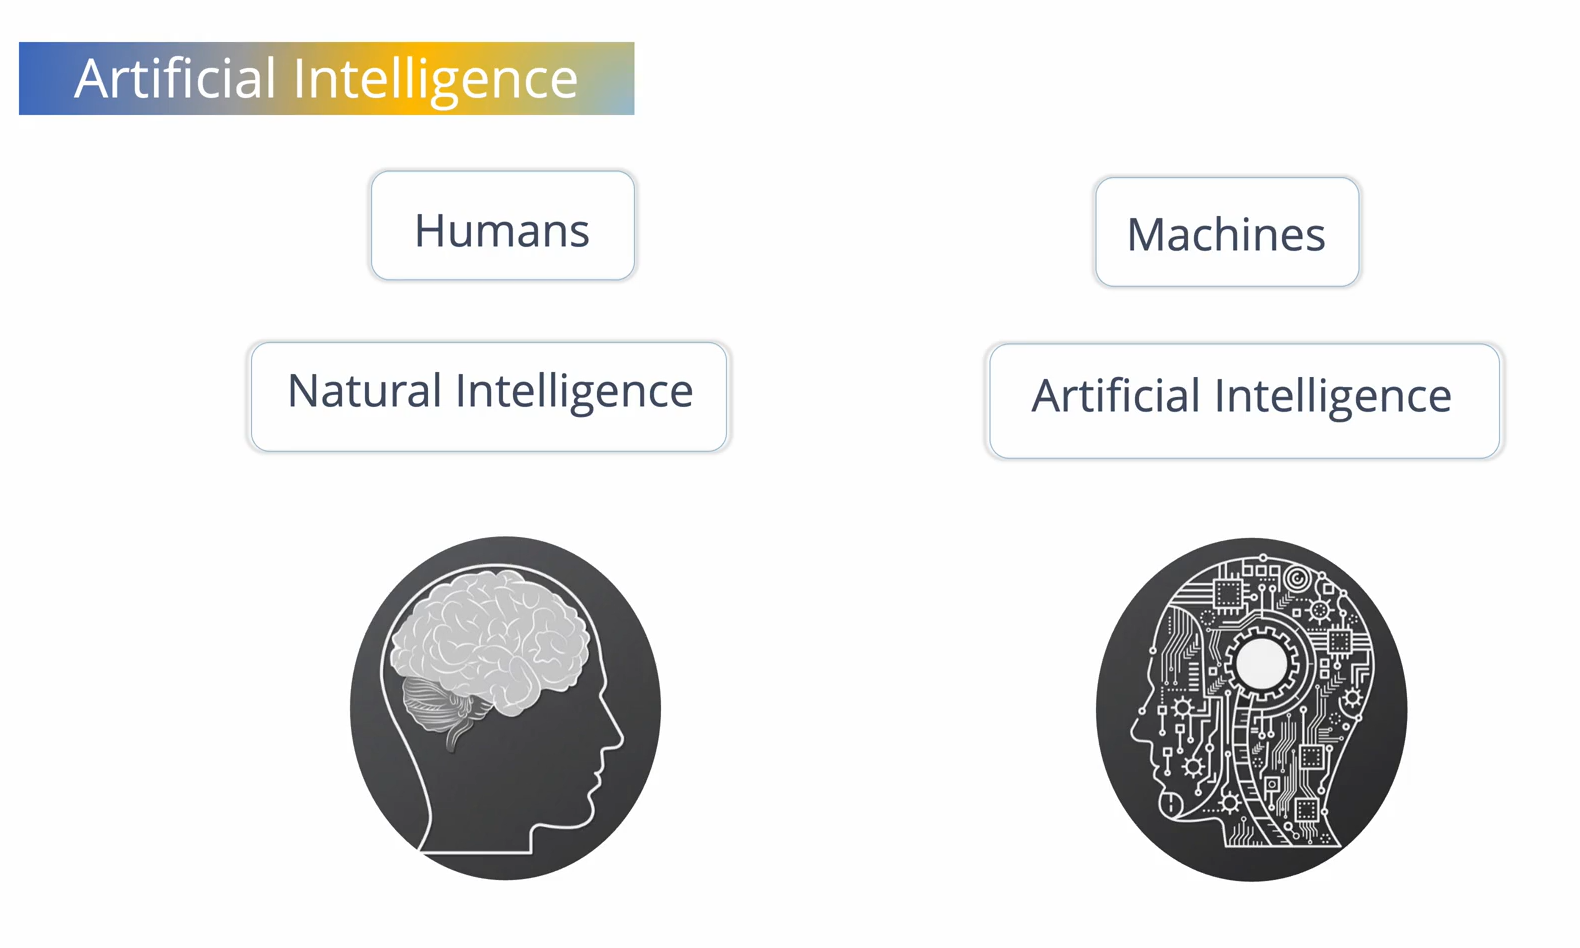 Artificial Intelligence
Humans
Machines
Natural Intelligence
Artificial Intelligence